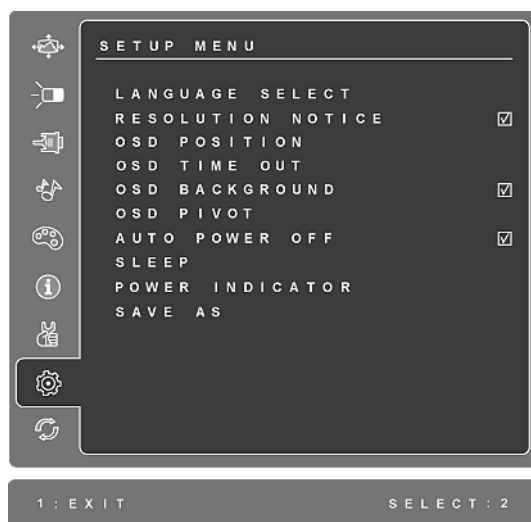 SETUP MENU
LANGUAGE SELECT
RESOLUTION NOTICE
OSD POSITION
OSD TIME OUT
OSD BACKGROUND
OSD PIVOT
AUTO POWER OFF
SLEEP
POWER INDICATOR
SAVE AS
1:EXIT SELECT:2